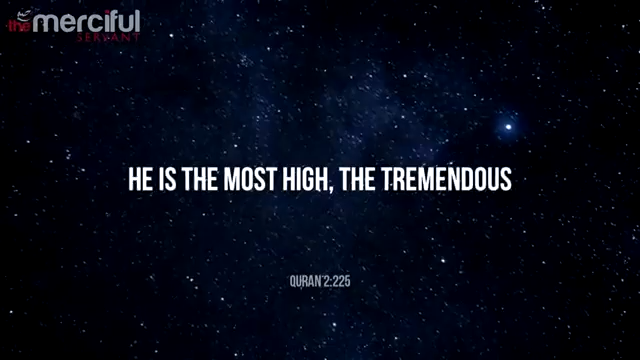 the merciful
SERVANT
HE IS THE MOST HIGH, THE TREMENDOUS
QURAN 2:225